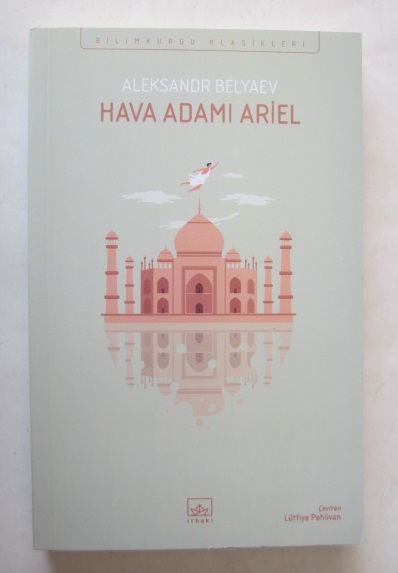 BİLİMKURGU KLASİKLERİ
ALEKSANDR BELYAEV
HAVA ADAMI ARİEL
İTHAKİ
Çeviren
Lütfiye Pehlivan